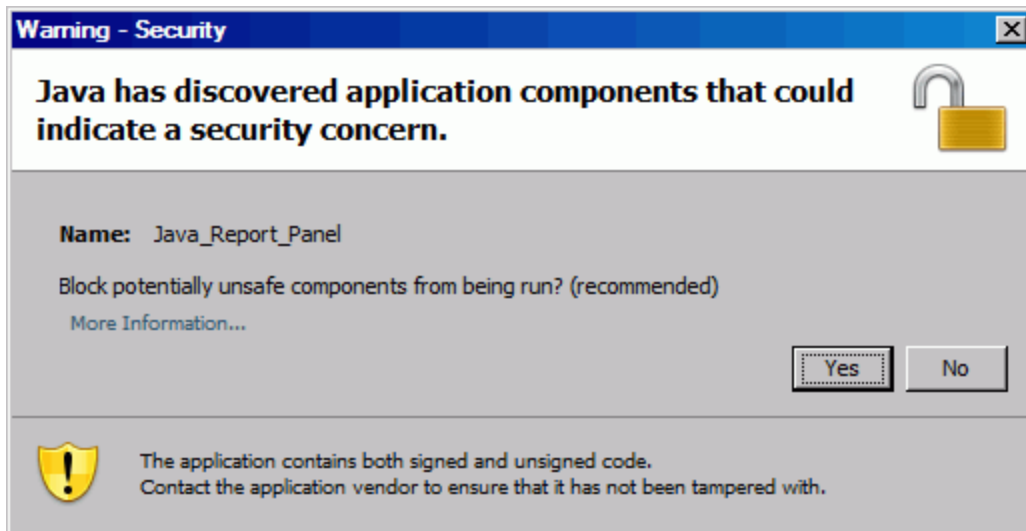 Warning - Security
Java has discovered application components that could
indicate a security concern.
Name: Java_Report_Panel
Block potentially unsafe components from being run? (recommended)
More Information...
Yes No
The application contains both signed and unsigned code.
Contact the application vendor to ensure that it has not been tampered with.